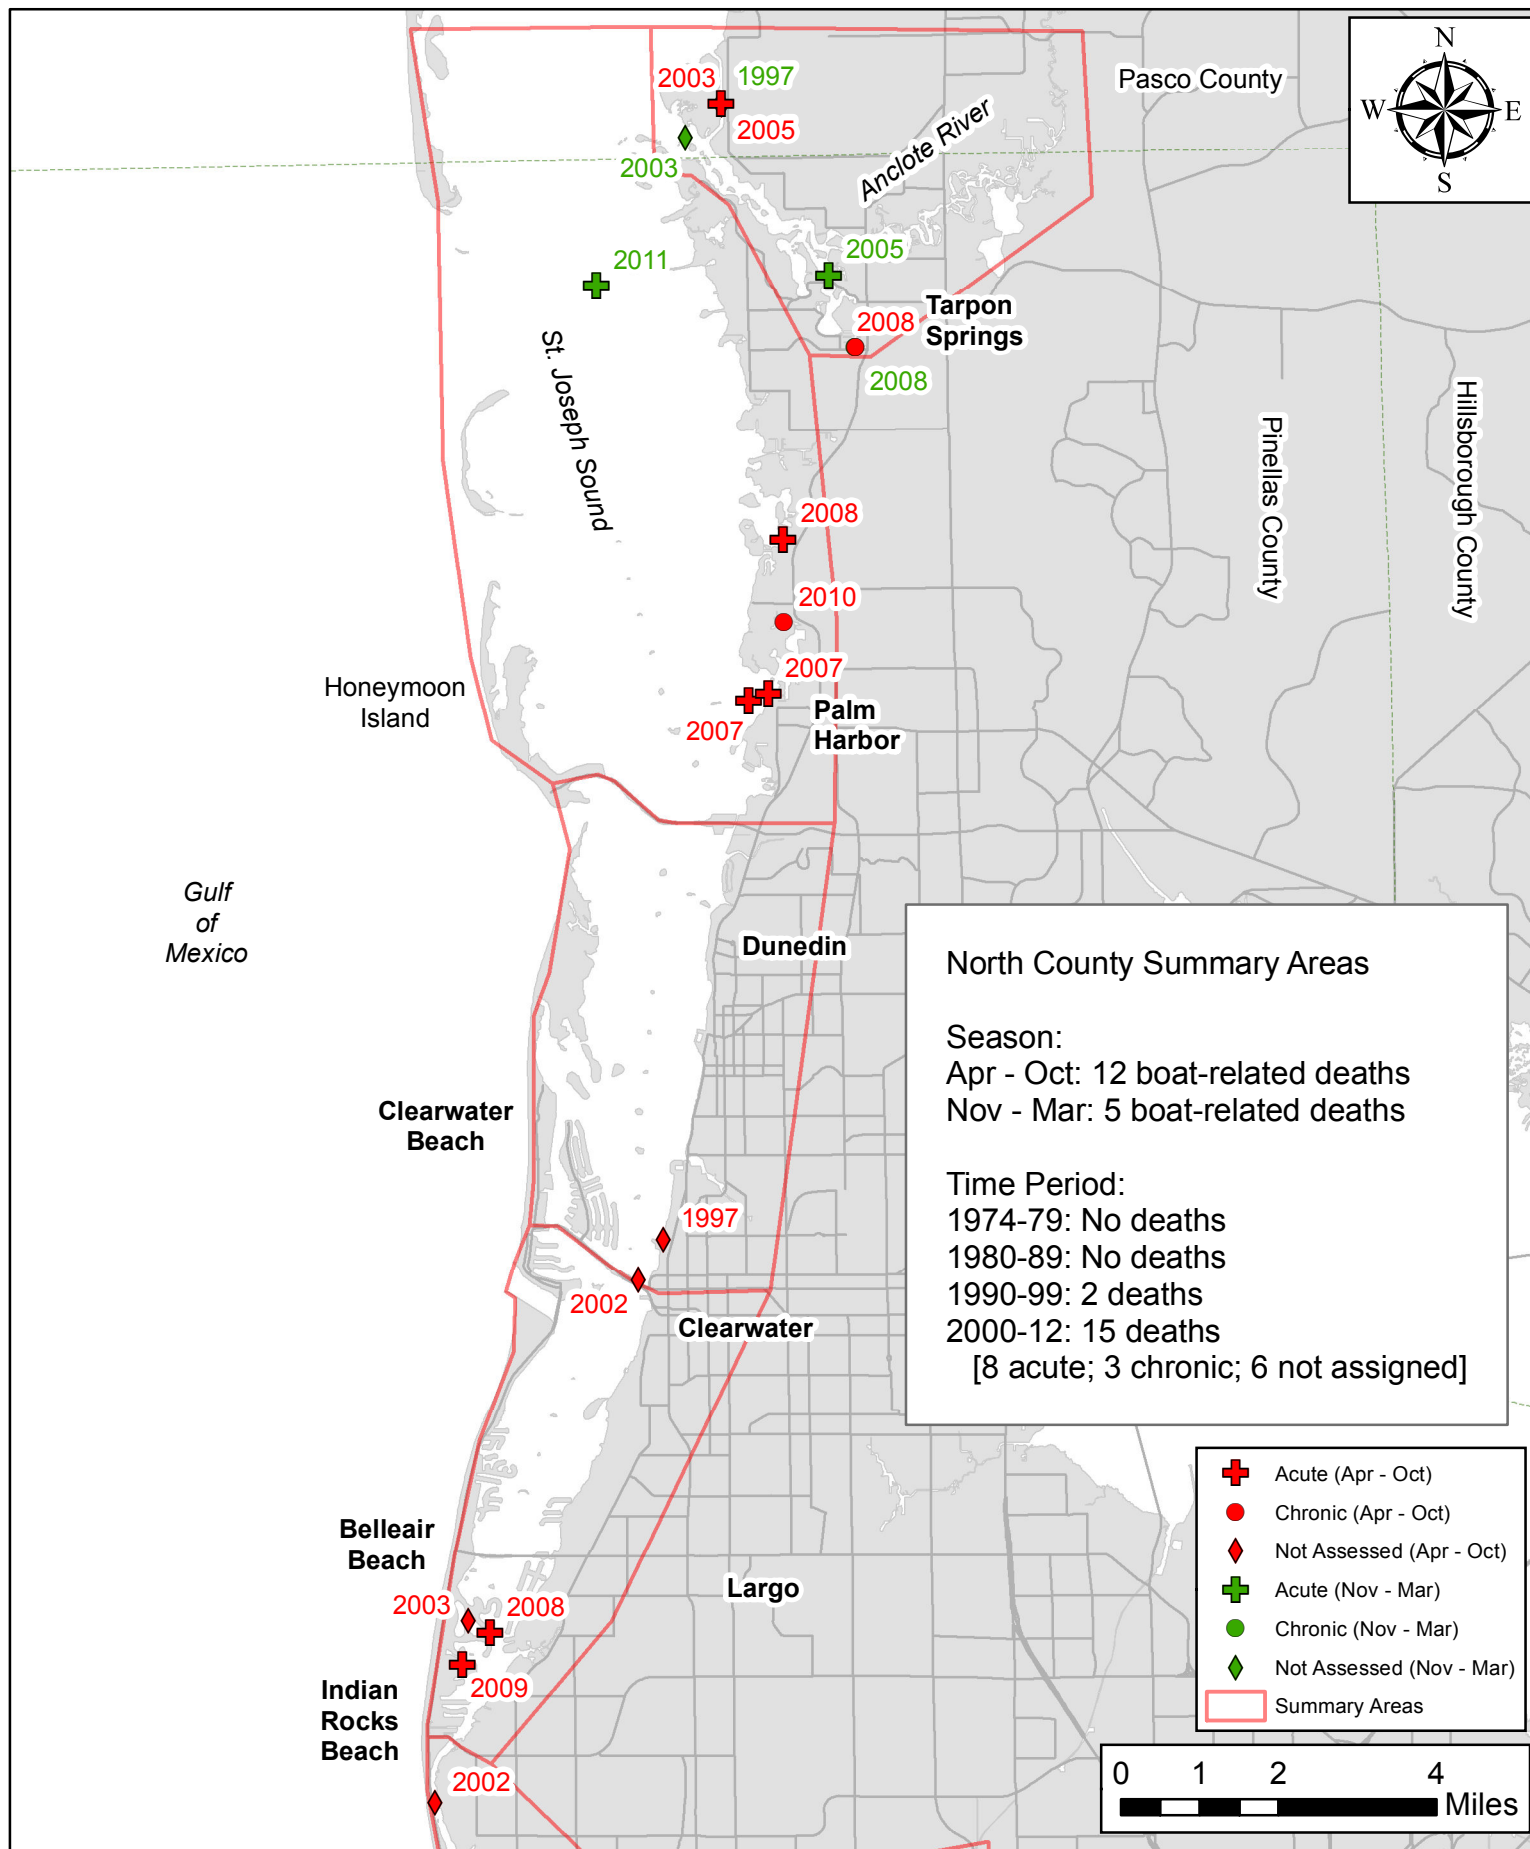 N
W
E
S
Pasco County
2003
1997
2005
Anclote River
2003
2011
2005
Tarpon
Springs
2008
2008
St. Joseph Sound
Pinellas County
Hillsborough County
2008
2010
2007
2007
Honeymoon
Island
Palm
Harbor
Gulf
of
Mexico
Dunedin
North County Summary Areas
Season:
Apr - Oct: 12 boat-related deaths
Nov - Mar: 5 boat-related deaths
Time Period:
1974-79: No deaths
1980-89: No deaths
1990-99: 2 deaths
2000-12: 15 deaths
[8 acute; 3 chronic; 6 not assigned]
Clearwater
Beach
1997
2002
Clearwater
Belleair
Beach
Largo
2003
2008
2009
Indian
Rocks
Beach
2002
Acute (Apr - Oct)
Chronic (Apr - Oct)
Not Assessed (Apr - Oct)
Acute (Nov - Mar)
Chronic (Nov - Mar)
Not Assessed (Nov - Mar)
Summary Areas
0 1 2 4
Miles